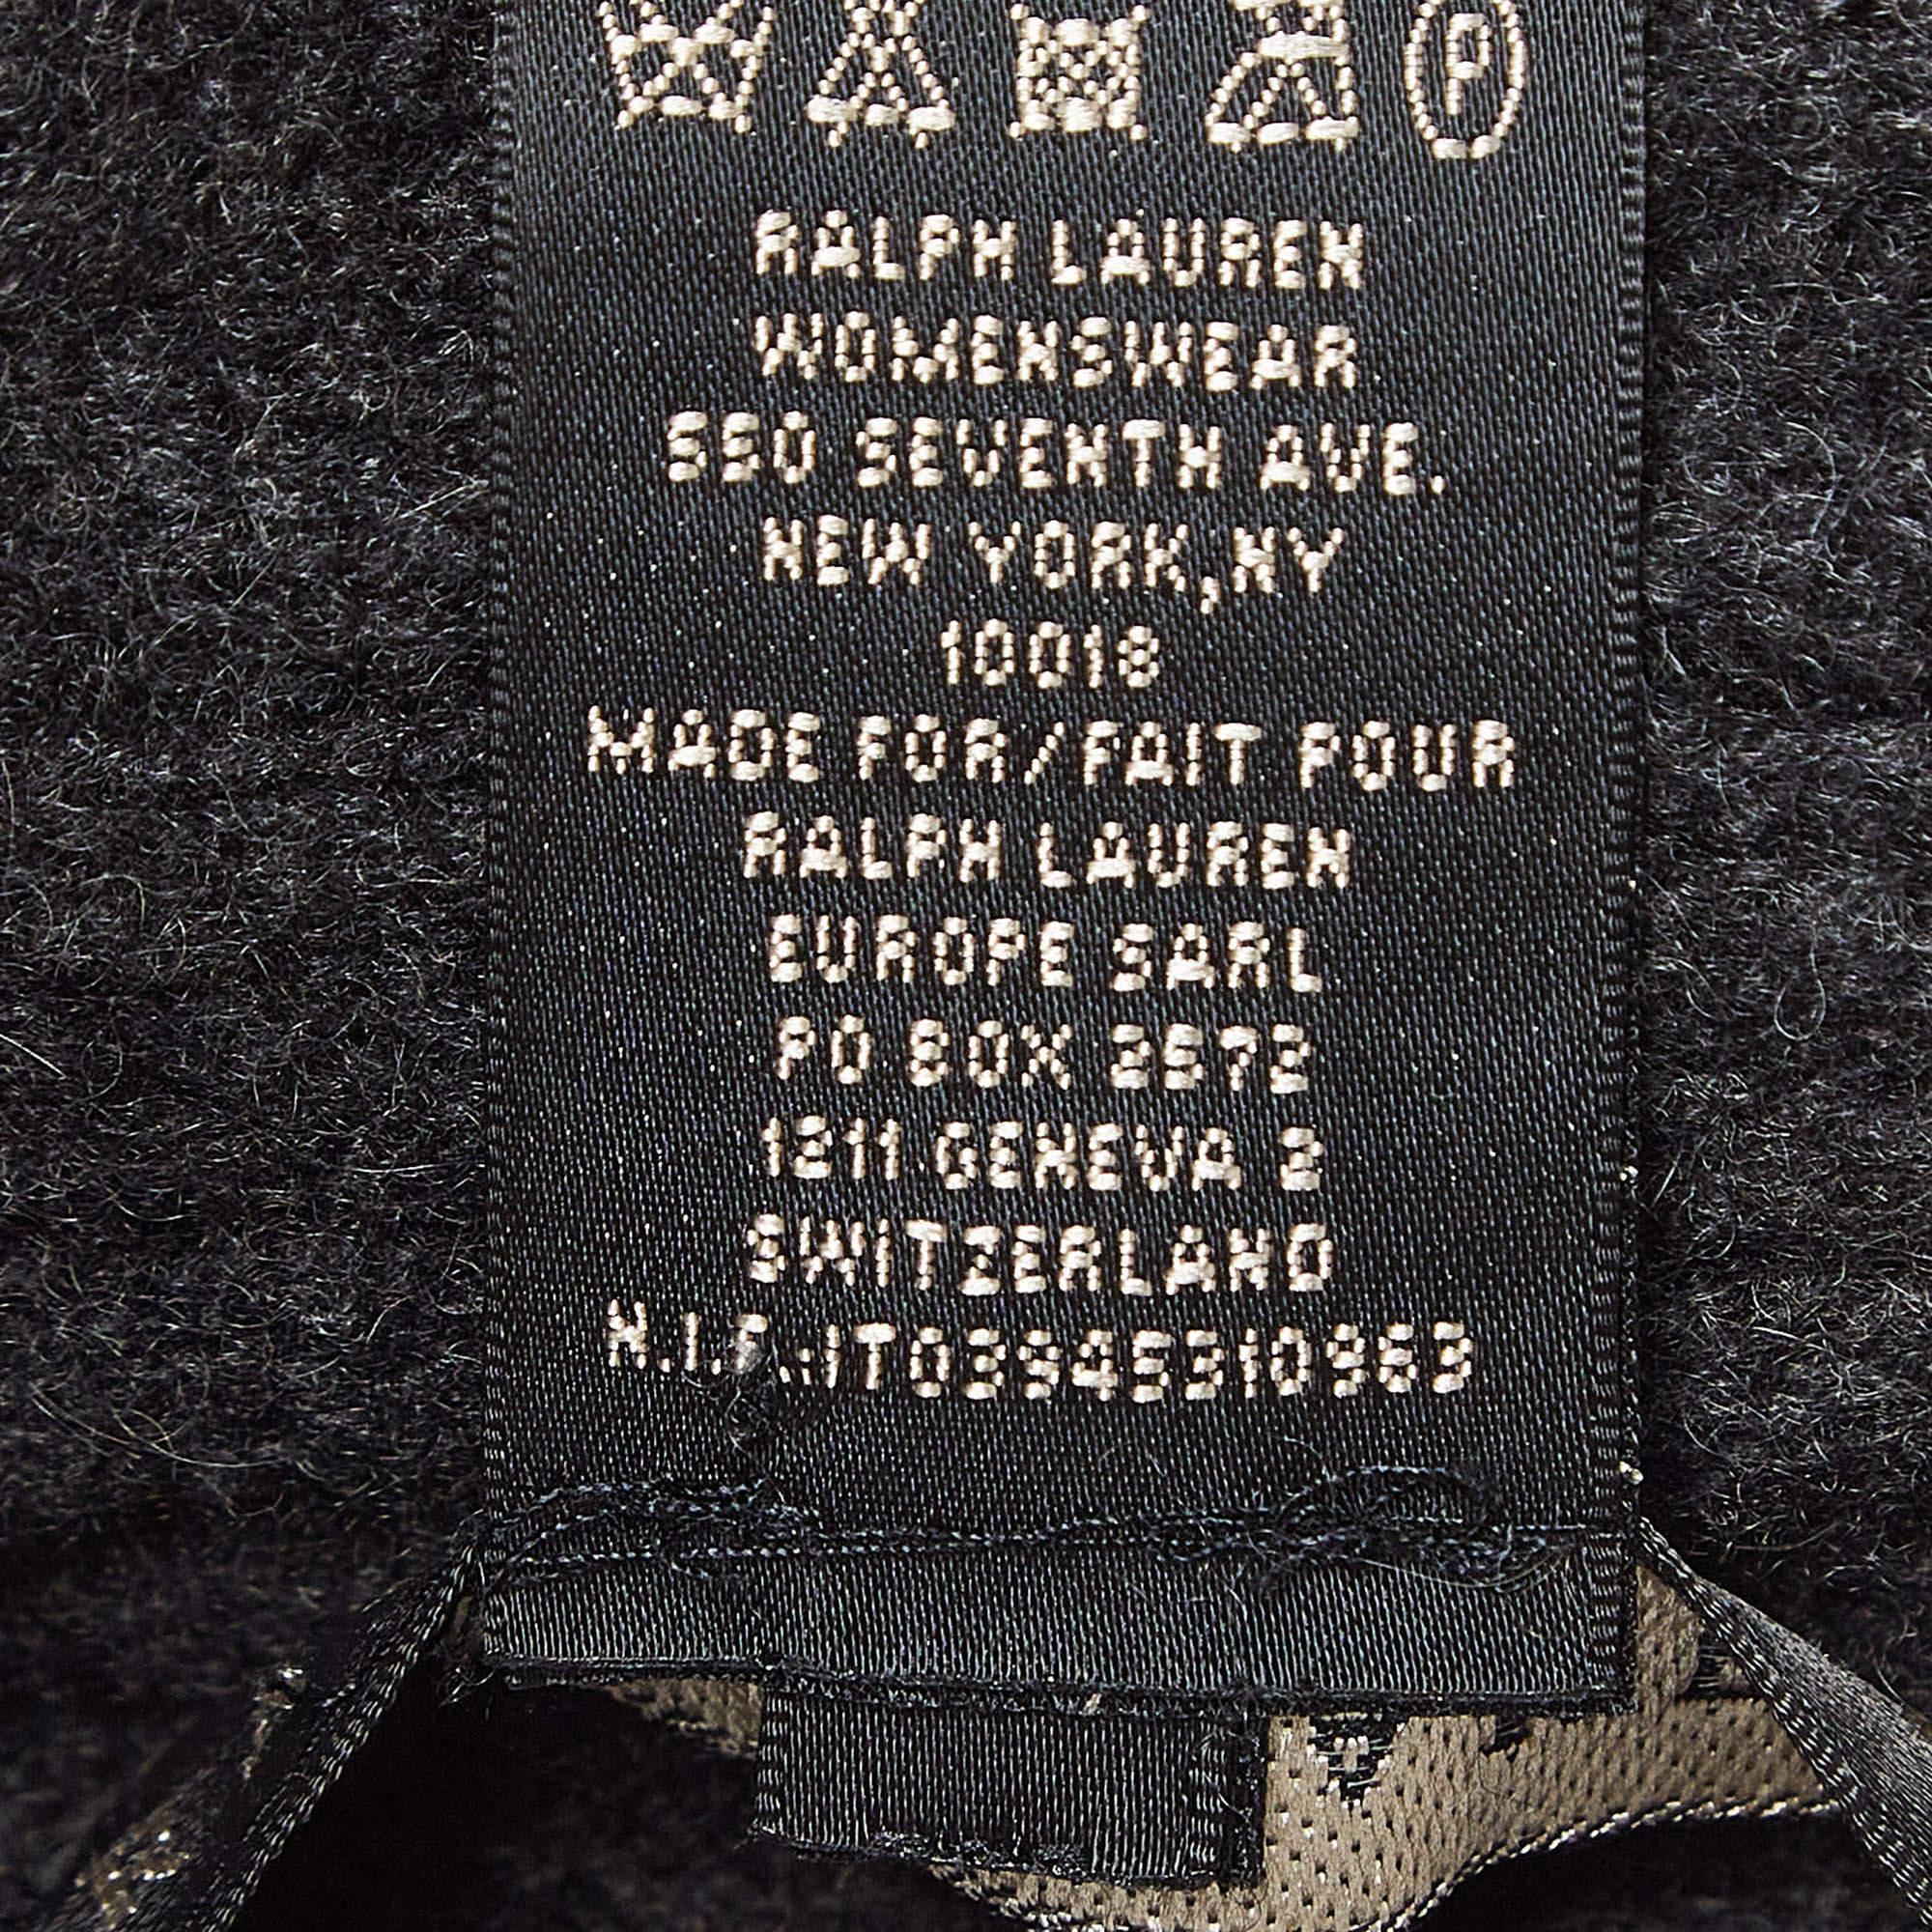 P
RALPH LAUREN
WOMENSWEAR
550 SEVENTH AVE.
NEW YORK,NY
10018
MADE FOR/FAIT POUR
RALPH LAUREN
EUROPE SARL
PO BOX 2572
1211 GENEVA 2
SWITZERLAND
N.I.F.:IT03945310963